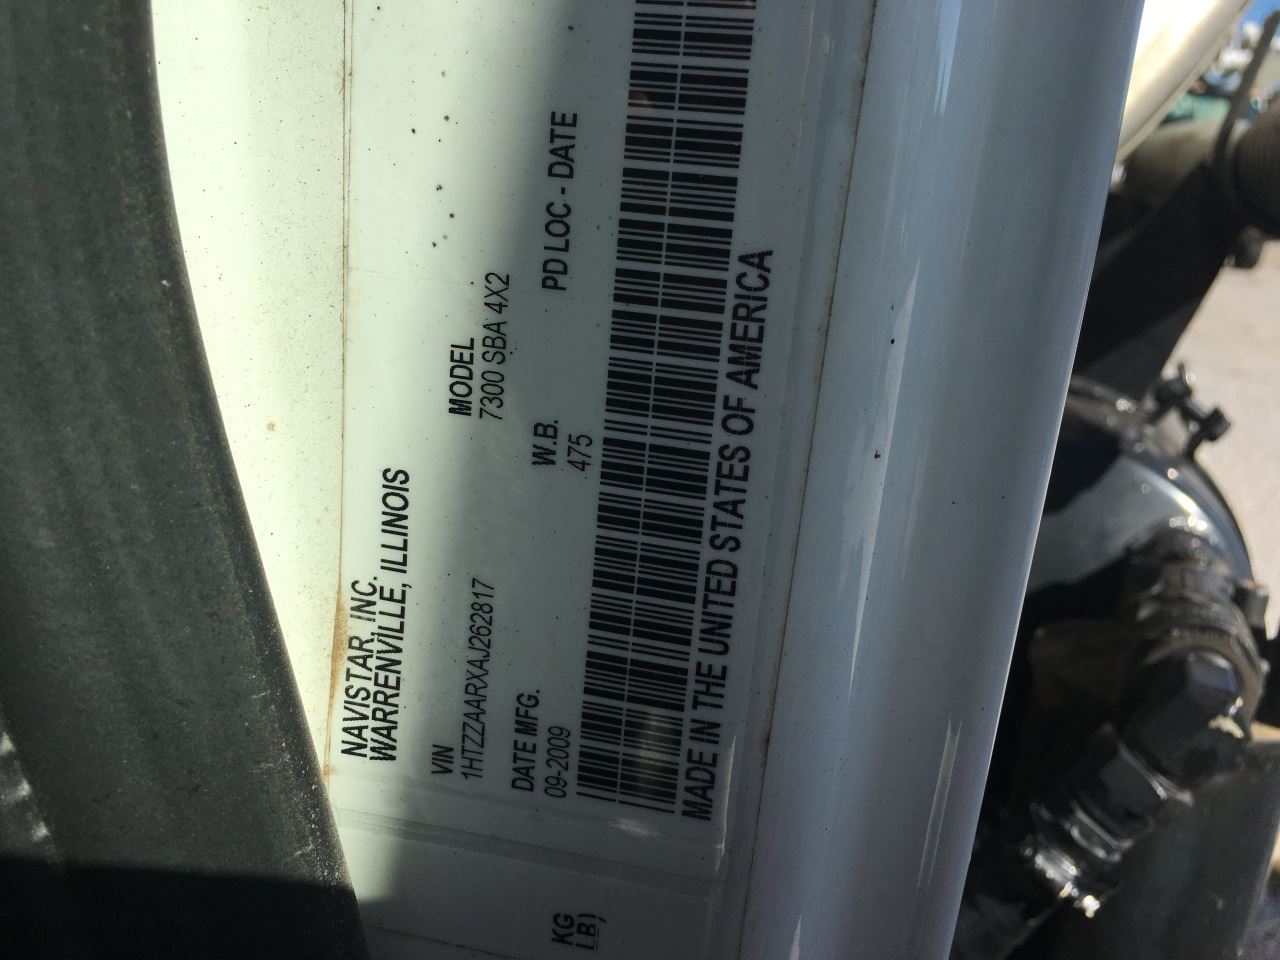 NAVISTAR, INC.
WARRENVILLE, ILLINOIS
VIN
1HTZZAARXAJ262817
MODEL
7300 SBA 4X2
DATE MFG.
09-2009
W.B.
475
PD LOC - DATE
MADE IN THE UNITED STATES OF AMERICA
KG
LB)